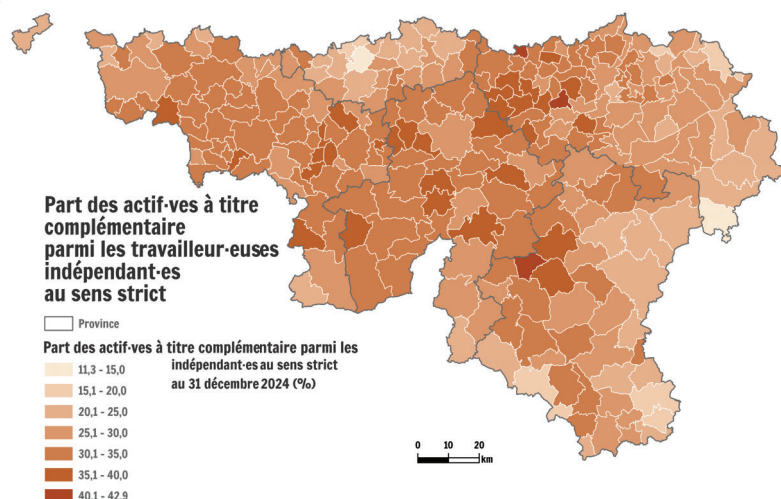 Part des actif·ves à titre
complémentaire
parmi les travailleur·euses
indépendant·es
au sens strict
Province
Part des actif·ves à titre complémentaire parmi les
indépendant·es au sens strict
au 31 décembre 2024 (%)
11,3 - 15,0
15,1 - 20,0
20,1 - 25,0
25,1 - 30,0
30,1 - 35,0
35,1 - 40,0
40,1 - 42,9
0 10 20
km